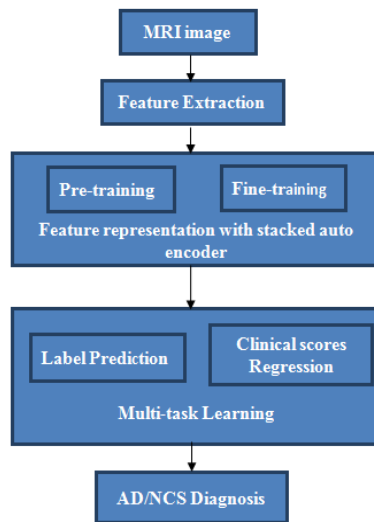 MRI image
Feature Extraction
Pre-training
Fine-training
Feature representation with stacked auto
encoder
Label Prediction
Clinical scores
Regression
Multi-task Learning
AD/NCS Diagnosis